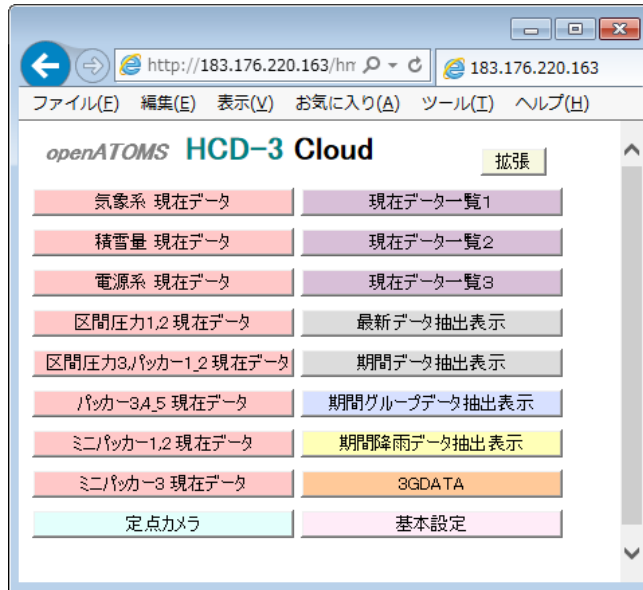 http://183.176.220.163/hm
183.176.220.163
ファイル(F) 編集(E) 表示(V) お気に入り(A) ツール(T) ヘルプ(H)
openATOMS HCD-3 Cloud
拡張
気象系 現在データ 現在データ一覧1
積雪量 現在データ 現在データ一覧2
電源系 現在データ 現在データ一覧3
区間圧力1,2 現在データ 最新データ抽出表示
区間圧力3,パッカー1_2 現在データ 期間データ抽出表示
パッカー3,4_5 現在データ 期間グループデータ抽出表示
ミニパッカー1,2 現在データ 期間降雨データ抽出表示
ミニパッカー3 現在データ 3GDATA
定点カメラ 基本設定